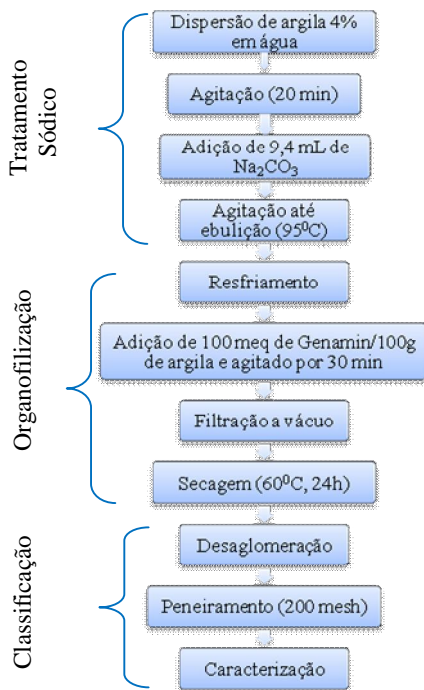 Tratamento
Sódico
Dispersão de argila 4%
em água
Agitação (20 min)
Adição de 9,4 mL de
Na₂CO₃
Agitação até
ebulição (95⁰C)
Organofilização
Resfriamento
Adição de 100 meq de Genamin/100g
de argila e agitado por 30 min
Filtração a vácuo
Secagem (60⁰C, 24h)
Classificação
Desaglomeração
Peneiramento (200 mesh)
Caracterização